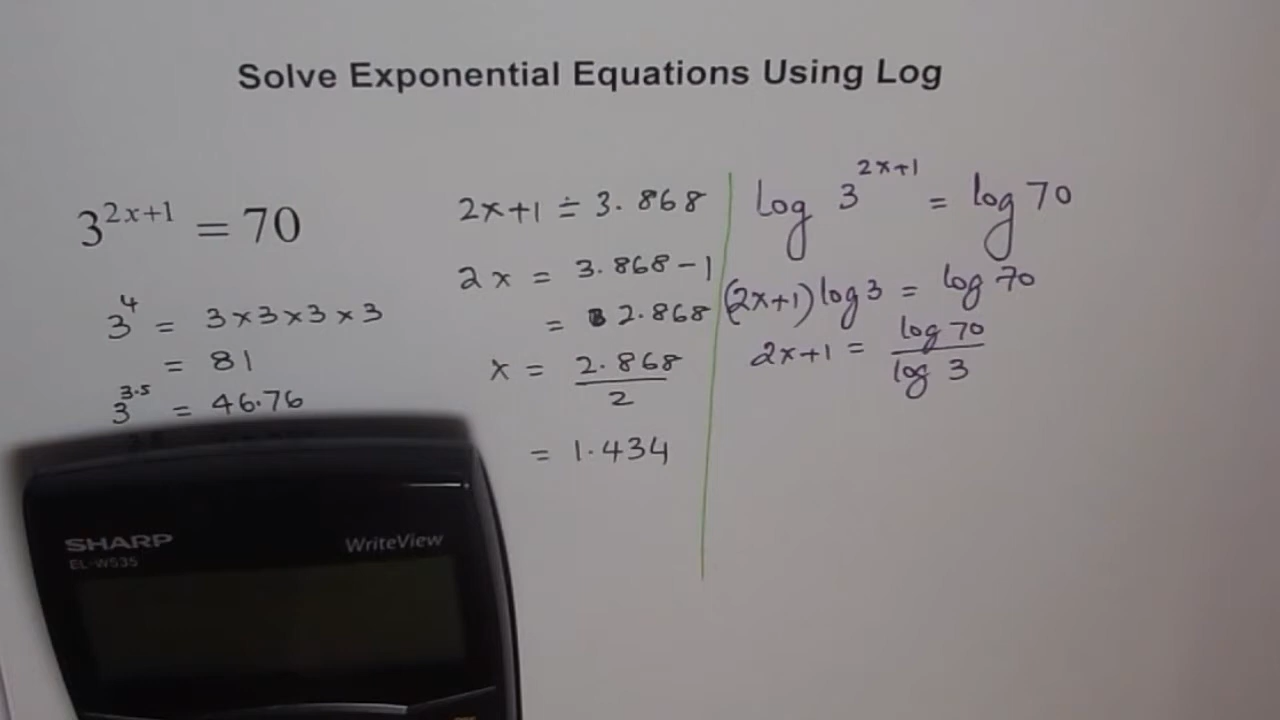 Solve Exponential Equations Using Log
3^{2x+1} = 70
3^4 = 3×3×3×3
= 81
3^{3.5} = 46.76
2x+1 ≐ 3.868
2x = 3.868-1
= 2.868
x = 2.868/2
= 1.434
log 3^{2x+1} = log 70
(2x+1) log 3 = log 70
2x+1 = log 70/log 3
SHARP
EL-W535
WriteView